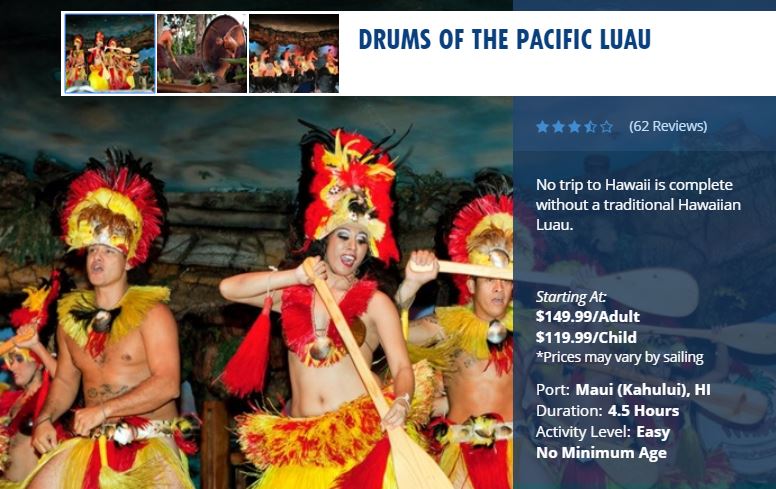 DRUMS OF THE PACIFIC LUAU
(62 Reviews)
No trip to Hawaii is complete
without a traditional Hawaiian
Luau.
Starting At:
$149.99/Adult
$119.99/Child
*Prices may vary by sailing
Port: Maui (Kahului), HI
Duration: 4.5 Hours
Activity Level: Easy
No Minimum Age